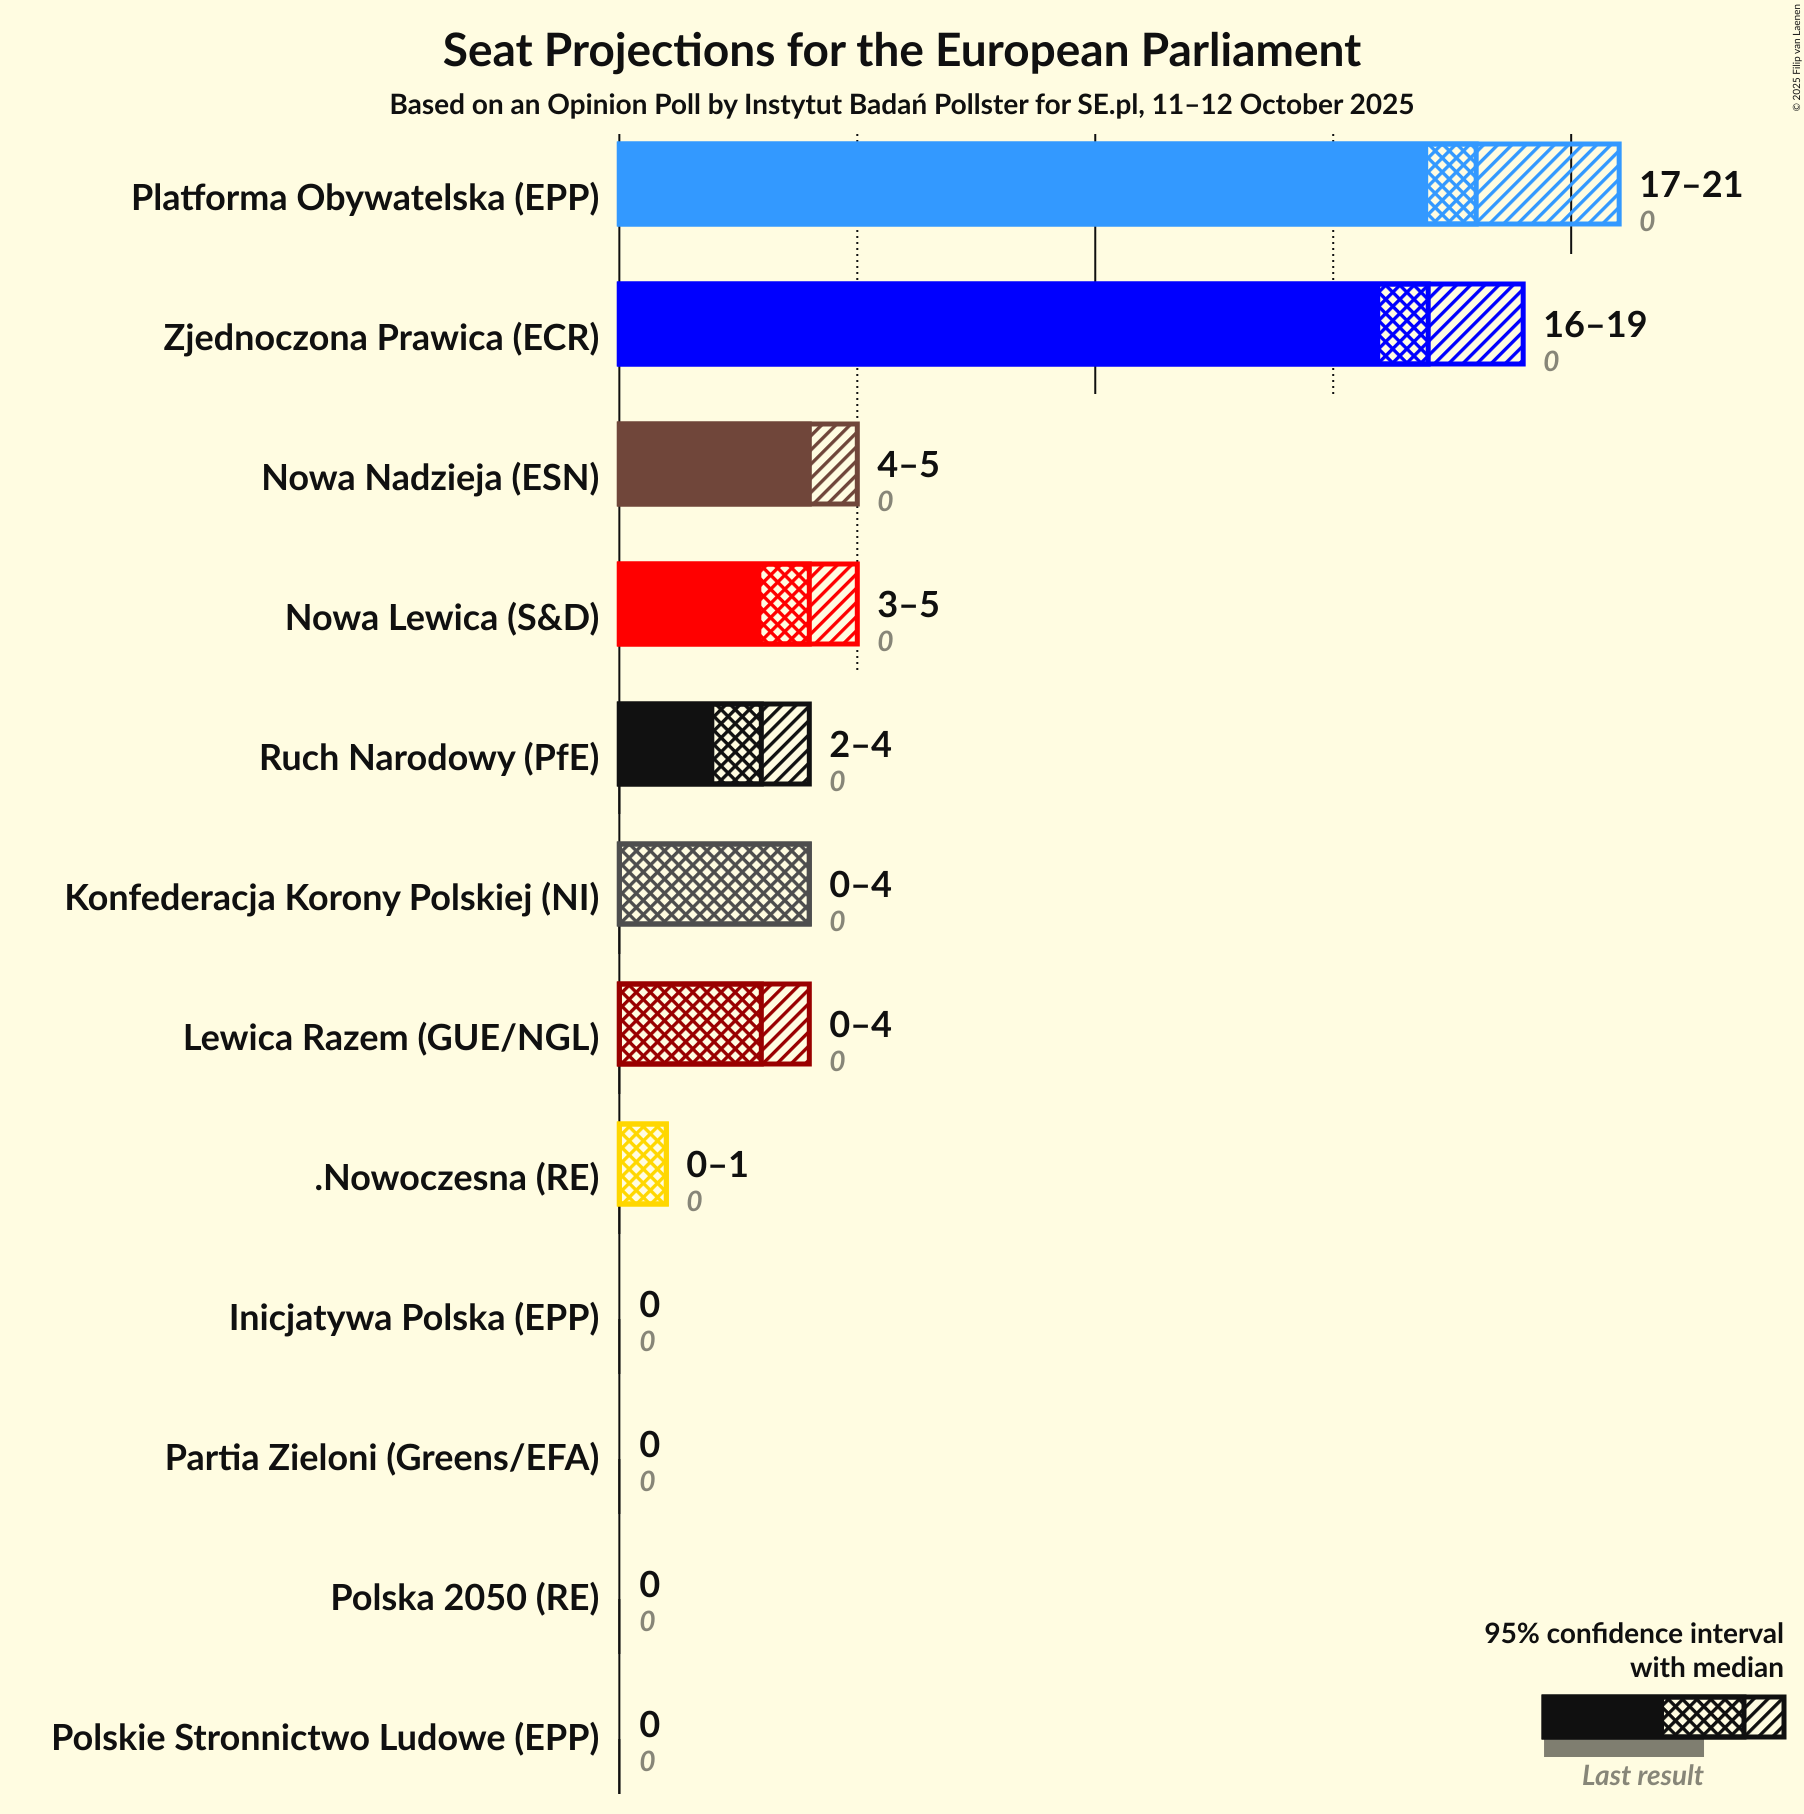 Seat Projections for the European Parliament
Based on an Opinion Poll by Instytut Badań Pollster for SE.pl, 11–12 October 2025
© 2025 Filip van Laenen
Platforma Obywatelska (EPP)
17–21
0
Zjednoczona Prawica (ECR)
16–19
0
Nowa Nadzieja (ESN)
4–5
0
Nowa Lewica (S&D)
3–5
0
Ruch Narodowy (PfE)
2–4
0
Konfederacja Korony Polskiej (NI)
0–4
0
Lewica Razem (GUE/NGL)
0–4
0
.Nowoczesna (RE)
0–1
0
Inicjatywa Polska (EPP)
0
0
Partia Zieloni (Greens/EFA)
0
0
Polska 2050 (RE)
0
0
Polskie Stronnictwo Ludowe (EPP)
0
0
95% confidence interval
with median
Last result